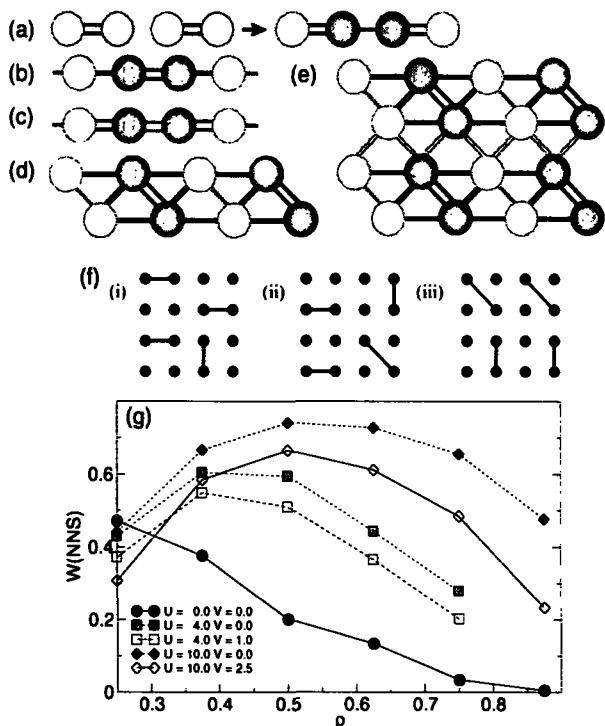 (a)
(b)
(e)
(c)
(d)
(f)
(i)
(ii)
(iii)
(g)
W(NNS)
0.6
0.4
0.2
0
U = 0.0 V = 0.0
U = 4.0 V = 0.0
U = 4.0 V = 1.0
U = 10.0 V = 0.0
U = 10.0 V = 2.5
0.3 0.4 0.5 0.6 0.7 0.8
ρ